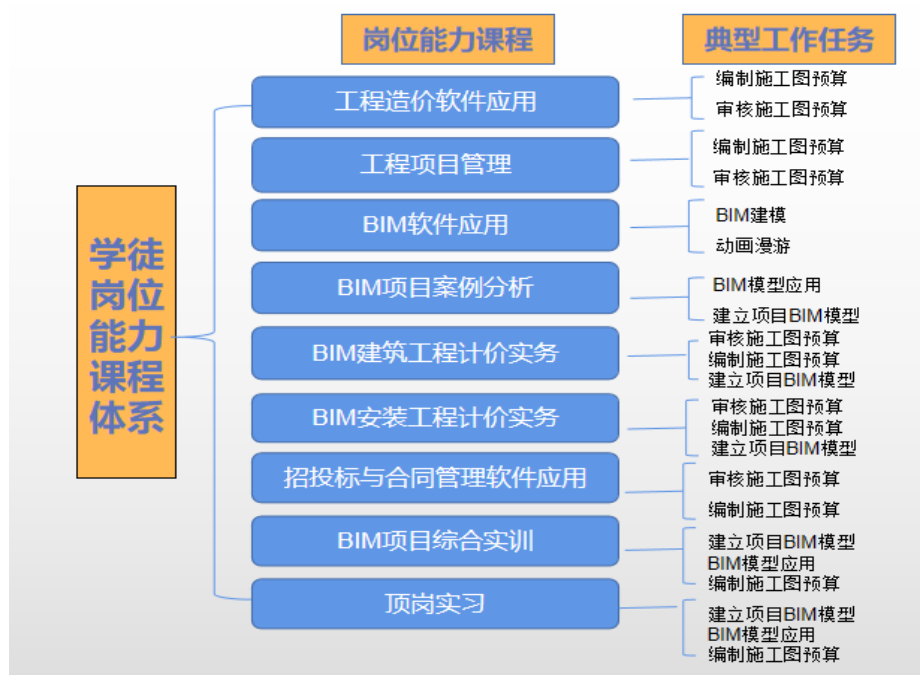 岗位能力课程
典型工作任务
学徒
岗位
能力
课程
体系
工程造价软件应用
编制施工图预算
审核施工图预算
工程项目管理
编制施工图预算
审核施工图预算
BIM软件应用
BIM建模
动画漫游
BIM项目案例分析
BIM模型应用
建立项目BIM模型
BIM建筑工程计价实务
审核施工图预算
编制施工图预算
建立项目BIM模型
BIM安装工程计价实务
审核施工图预算
编制施工图预算
建立项目BIM模型
招投标与合同管理软件应用
审核施工图预算
编制施工图预算
BIM项目综合实训
建立项目BIM模型
BIM模型应用
编制施工图预算
顶岗实习
建立项目BIM模型
BIM模型应用
编制施工图预算